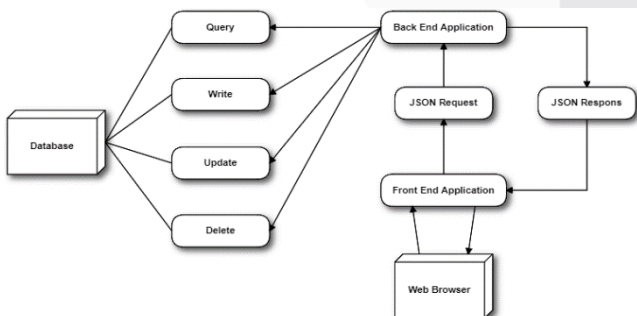 Query
Back End Application
Write
JSON Request
JSON Respons
Database
Update
Front End Application
Delete
Web Browser